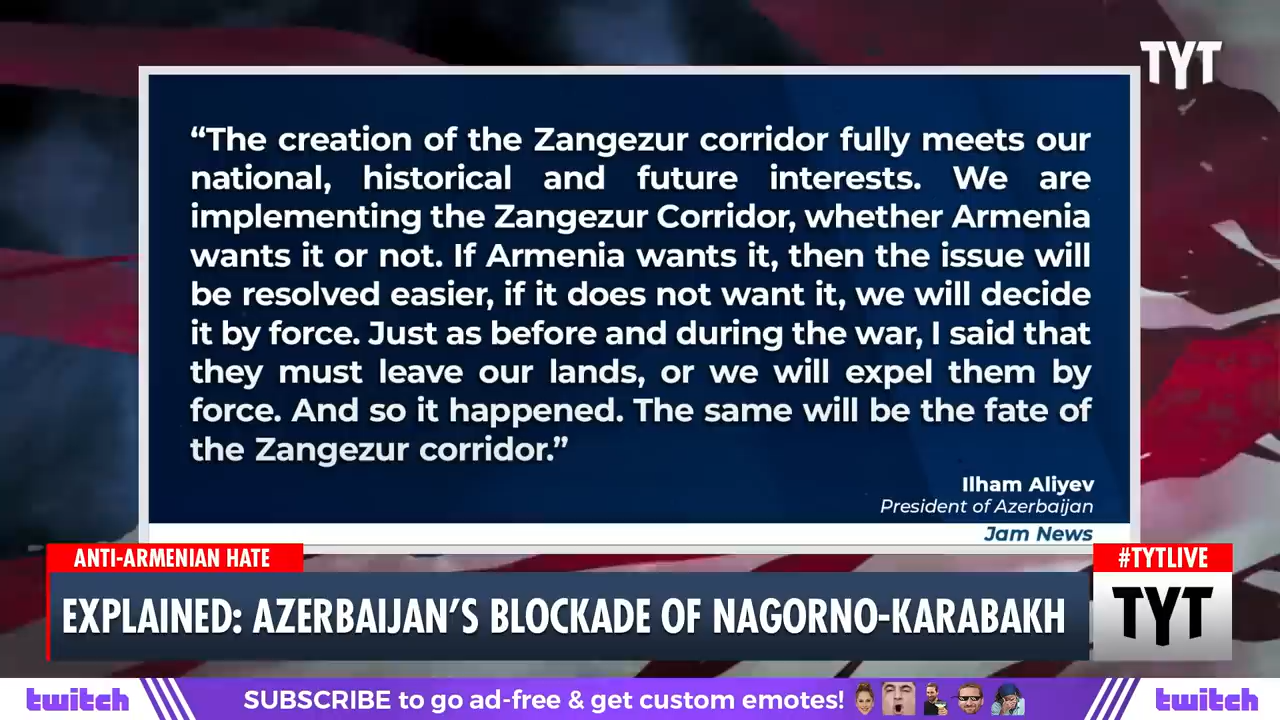 TYT
“The creation of the Zangezur corridor fully meets our
national, historical and future interests. We are
implementing the Zangezur Corridor, whether Armenia
wants it or not. If Armenia wants it, then the issue will
be resolved easier, if it does not want it, we will decide
it by force. Just as before and during the war, I said that
they must leave our lands, or we will expel them by
force. And so it happened. The same will be the fate of
the Zangezur corridor.”
Ilham Aliyev
President of Azerbaijan
Jam News
ANTI-ARMENIAN HATE
#TYTLIVE
EXPLAINED: AZERBAIJAN’S BLOCKADE OF NAGORNO-KARABAKH
TYT
twitch
SUBSCRIBE to go ad-free & get custom emotes!
twitch